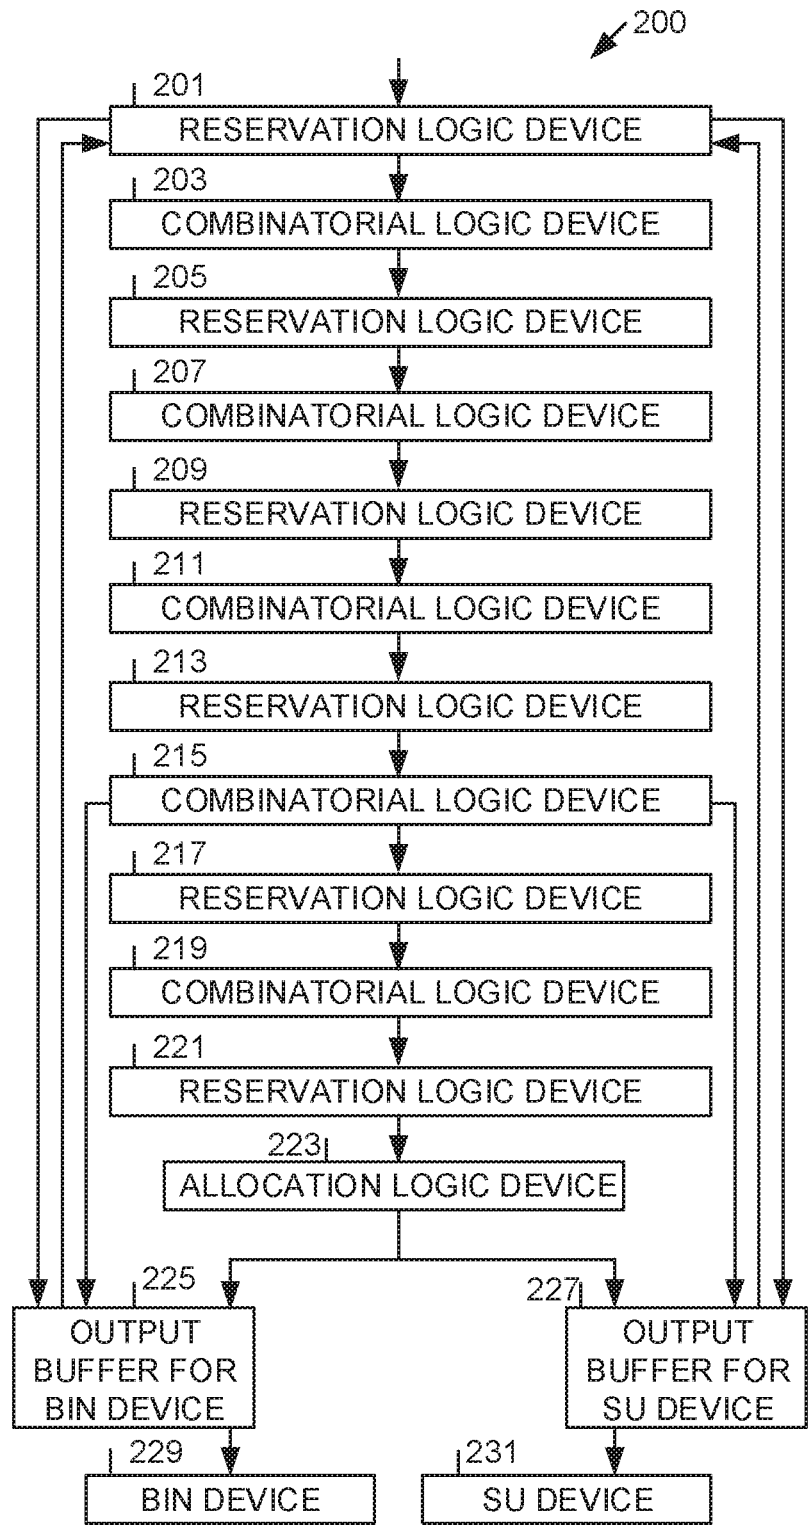 200
201
RESERVATION LOGIC DEVICE
203
COMBINATORIAL LOGIC DEVICE
205
RESERVATION LOGIC DEVICE
207
COMBINATORIAL LOGIC DEVICE
209
RESERVATION LOGIC DEVICE
211
COMBINATORIAL LOGIC DEVICE
213
RESERVATION LOGIC DEVICE
215
COMBINATORIAL LOGIC DEVICE
217
RESERVATION LOGIC DEVICE
219
COMBINATORIAL LOGIC DEVICE
221
RESERVATION LOGIC DEVICE
223
ALLOCATION LOGIC DEVICE
225
OUTPUT
BUFFER FOR
BIN DEVICE
227
OUTPUT
BUFFER FOR
SU DEVICE
229
BIN DEVICE
231
SU DEVICE